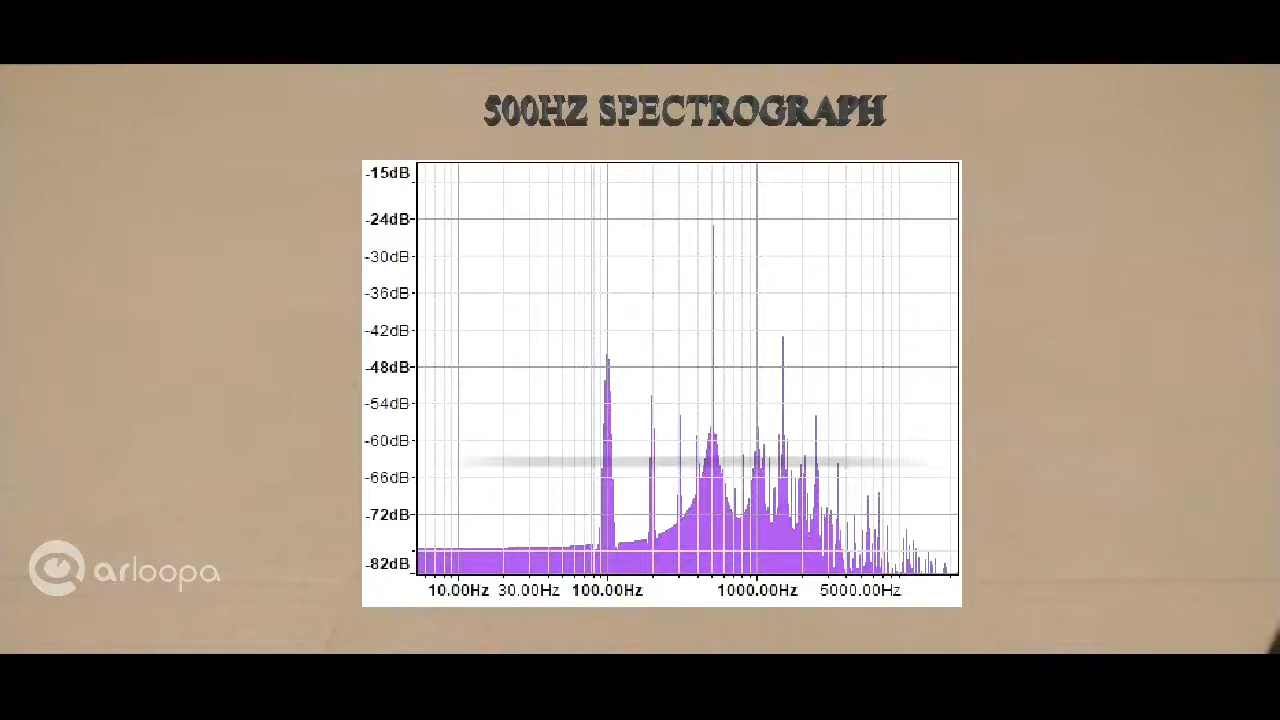 500HZ SPECTROGRAPH
-15dB
-24dB
-30dB
-36dB
-42dB
-48dB
-54dB
-60dB
-66dB
-72dB
-82dB
10.00Hz 30.00Hz 100.00Hz 1000.00Hz 5000.00Hz
arloopa